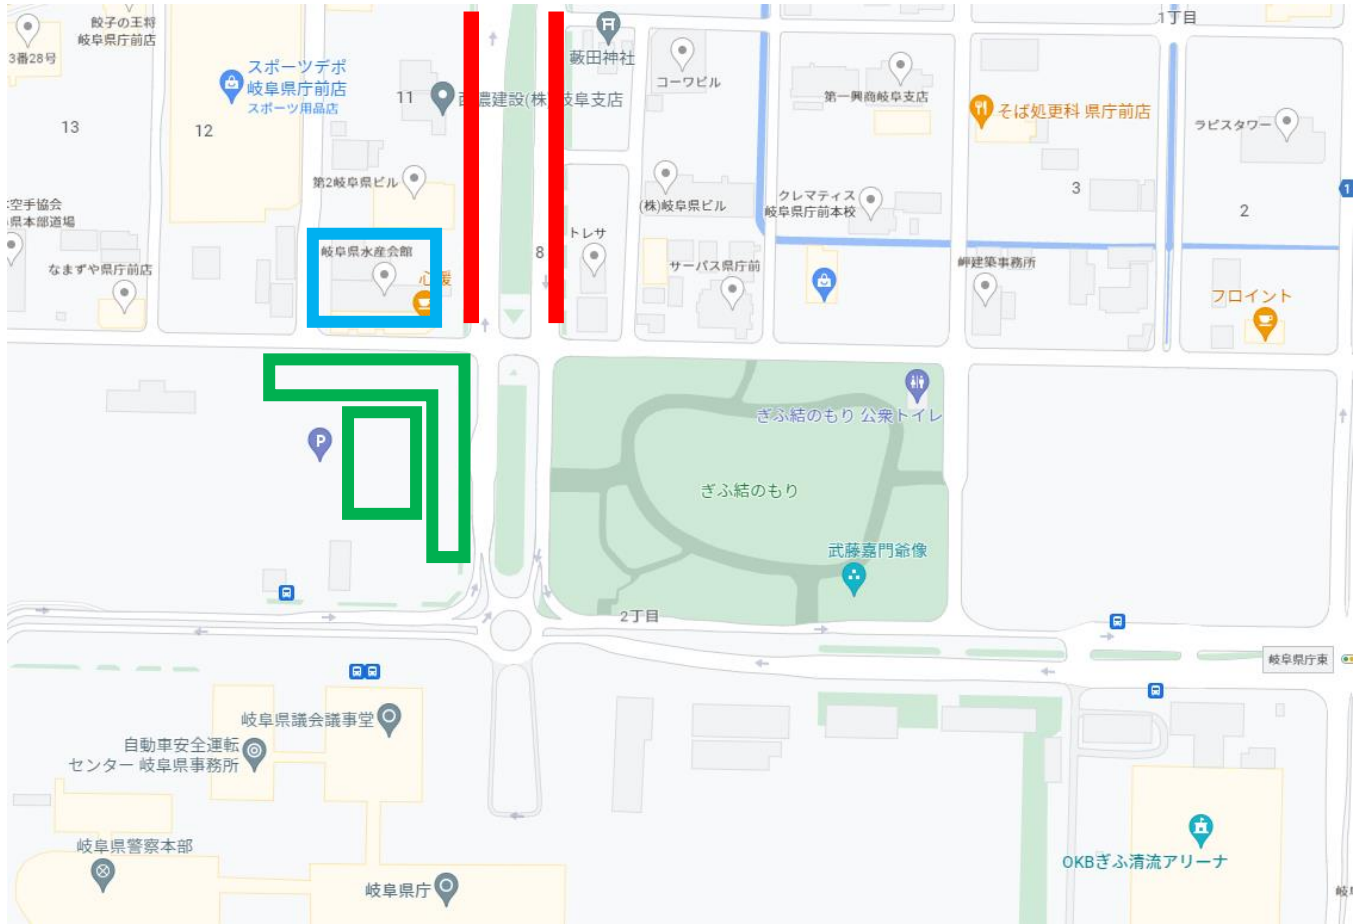 餃子の王将
岐阜県庁前店
3番28号
スポーツデポ
岐阜県庁前店
スポーツ用品店
13
12
11
薮田神社
コーワビル
第一興商岐阜支店
1丁目
そば処更科 県庁前店
ラピスタワー
第2岐阜県ビル
(株)岐阜県ビル
クレマティス
岐阜県庁前本校
3
2
1
空手協会
県本部道場
なまずや県庁前店
岐阜県水産会館
8
トレサ
サーパス県庁前
岬建築事務所
フロイント
P
ぎふ結のもり 公衆トイレ
ぎふ結のもり
武藤嘉門爺像
2丁目
岐阜県庁東
岐阜県議会議事堂
自動車安全運転
センター 岐阜県事務所
岐阜県警察本部
岐阜県庁
OKBぎふ清流アリーナ